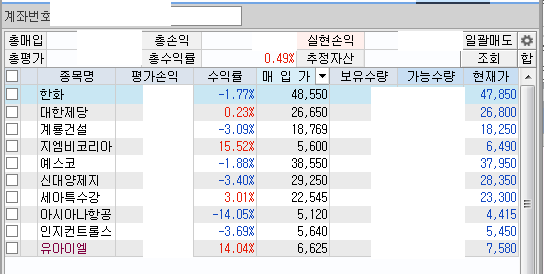 계좌번호
총매입 총손익 실현손익 일괄매도
총평가 총수익률 0.49% 추정자산 조회 합
종목명 평가손익 수익률 매 입 가 보유수량 가능수량 현재가
한화 -1.77% 48,550 47,850
대한제당 0.23% 26,650 26,800
계룡건설 -3.09% 18,769 18,250
지엠비코리아 15.52% 5,600 6,490
예스코 -1.88% 38,550 37,950
신대양제지 -3.40% 29,250 28,350
세아특수강 3.01% 22,545 23,300
아시아나항공 -14.05% 5,120 4,415
인지컨트롤스 -3.69% 5,640 5,450
유아이엘 14.04% 6,625 7,580